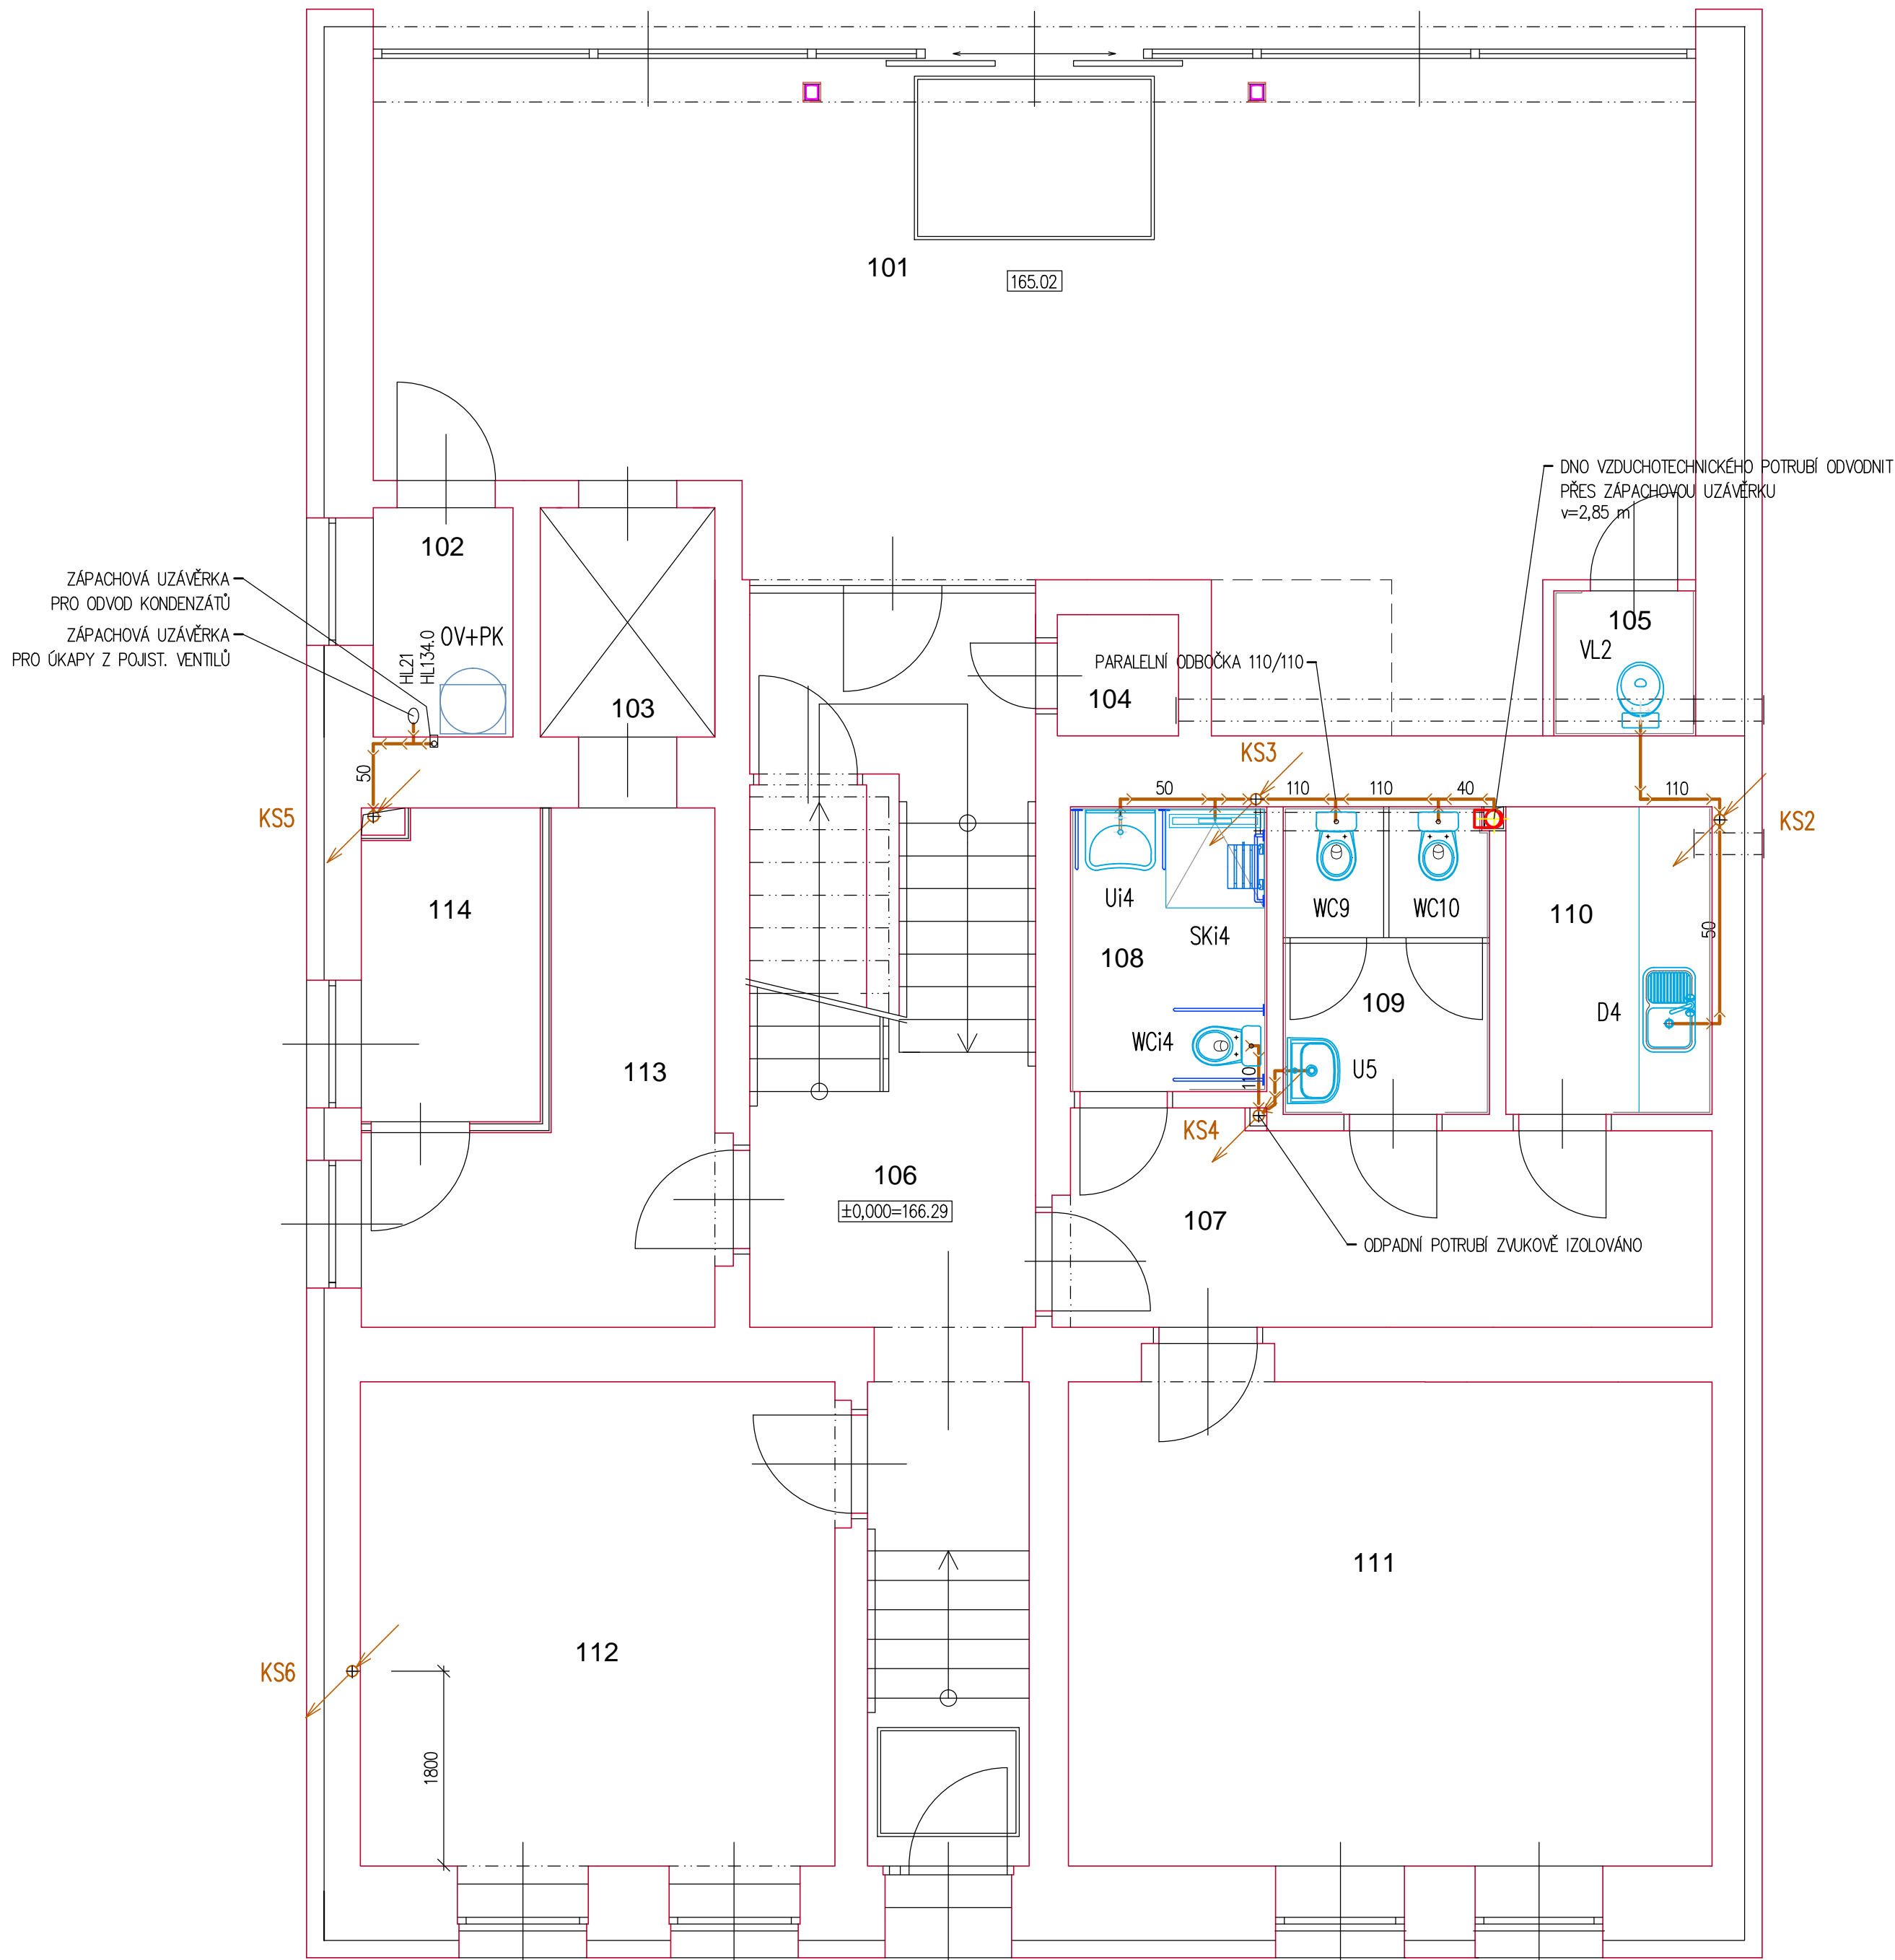 101
165.02
DNO VZDUCHOTECHNICKÉHO POTRUBÍ ODVODNIT
PŘES ZÁPACHOVOU UZÁVĚRKU
v=2,85 m
102
ZÁPACHOVÁ UZÁVĚRKA
PRO ODVOD KONDENZÁTŮ
ZÁPACHOVÁ UZÁVĚRKA
PRO ÚKAPY Z POJIST. VENTILŮ
HL21
HL134.0
OV+PK
103
104
105
VL2
PARALELNÍ ODBOČKA 110/110
KS3
50
110
110
40
110
50
KS5
KS2
114
Ui4
SKi4
WC9
WC10
110
50
108
109
D4
WCi4
110
U5
113
KS4
106
±0,000=166.29
107
ODPADNÍ POTRUBÍ ZVUKOVĚ IZOLOVÁNO
111
112
KS6
1800